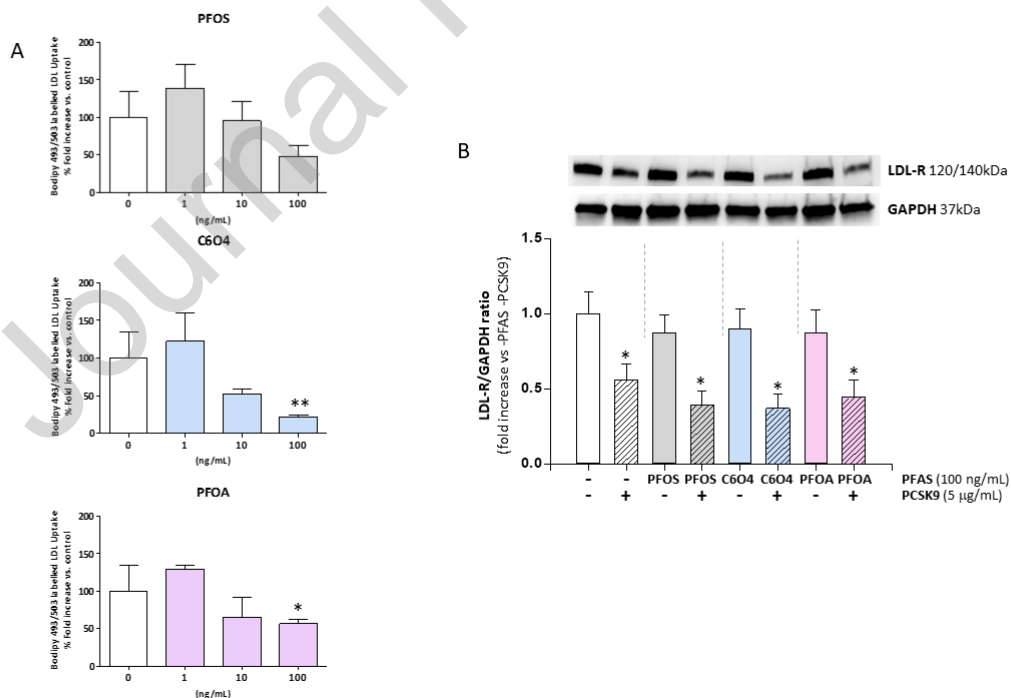 Journal
A
PFOS
Bodipy 493/503 labelled LDL Uptake
% Fold increase vs. control
200
150
100
50
0
0 1 10 100
(ng/mL)
C6O4
Bodipy 493/503 labelled LDL Uptake
% Fold increase vs. control
200
150
100
50
0
**
0 1 10 100
(ng/mL)
PFOA
Bodipy 493/503 labelled LDL Uptake
% Fold increase vs. control
200
150
100
50
0
*
0 1 10 100
(ng/mL)
B
LDL-R 120/140kDa
GAPDH 37kDa
LDL-R/GAPDH ratio
(fold increase vs -PFAS -PCSK9)
1.5
1.0
0.5
0.0
* * * *
- - PFOS PFOS C6O4 C6O4 PFOA PFOA PFAS (100 ng/mL)
- + - + - + - + PCSK9 (5 µg/mL)